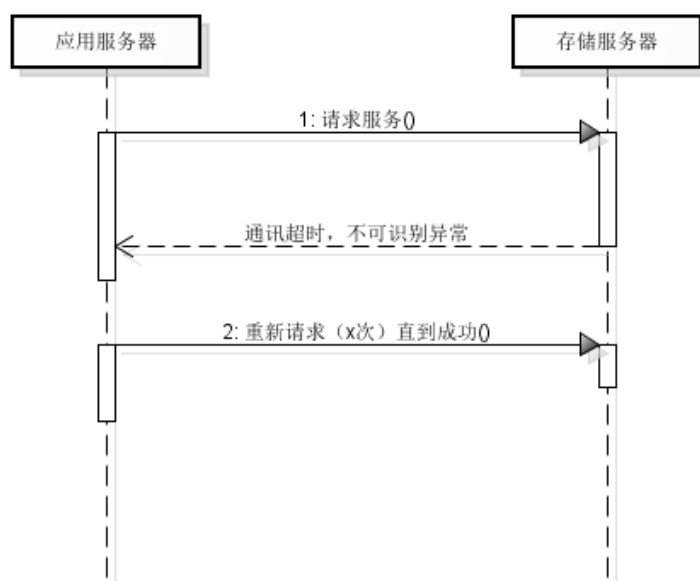 应用服务器
存储服务器
1: 请求服务()
通讯超时，不可识别异常
2: 重新请求（x次）直到成功()